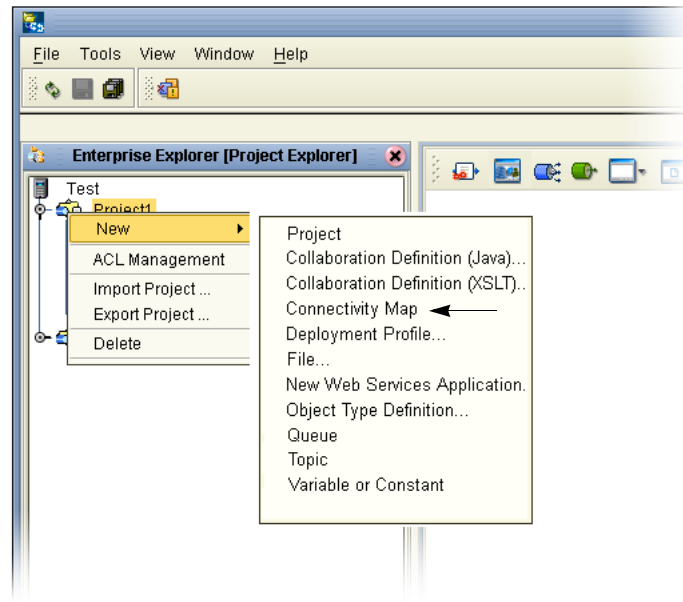 File Tools View Window Help
Enterprise Explorer [Project Explorer]
Test
Project1
New
ACL Management
Import Project ...
Export Project ...
Delete
Project
Collaboration Definition (Java)...
Collaboration Definition (XSLT)..
Connectivity Map
Deployment Profile...
File...
New Web Services Application.
Object Type Definition...
Queue
Topic
Variable or Constant